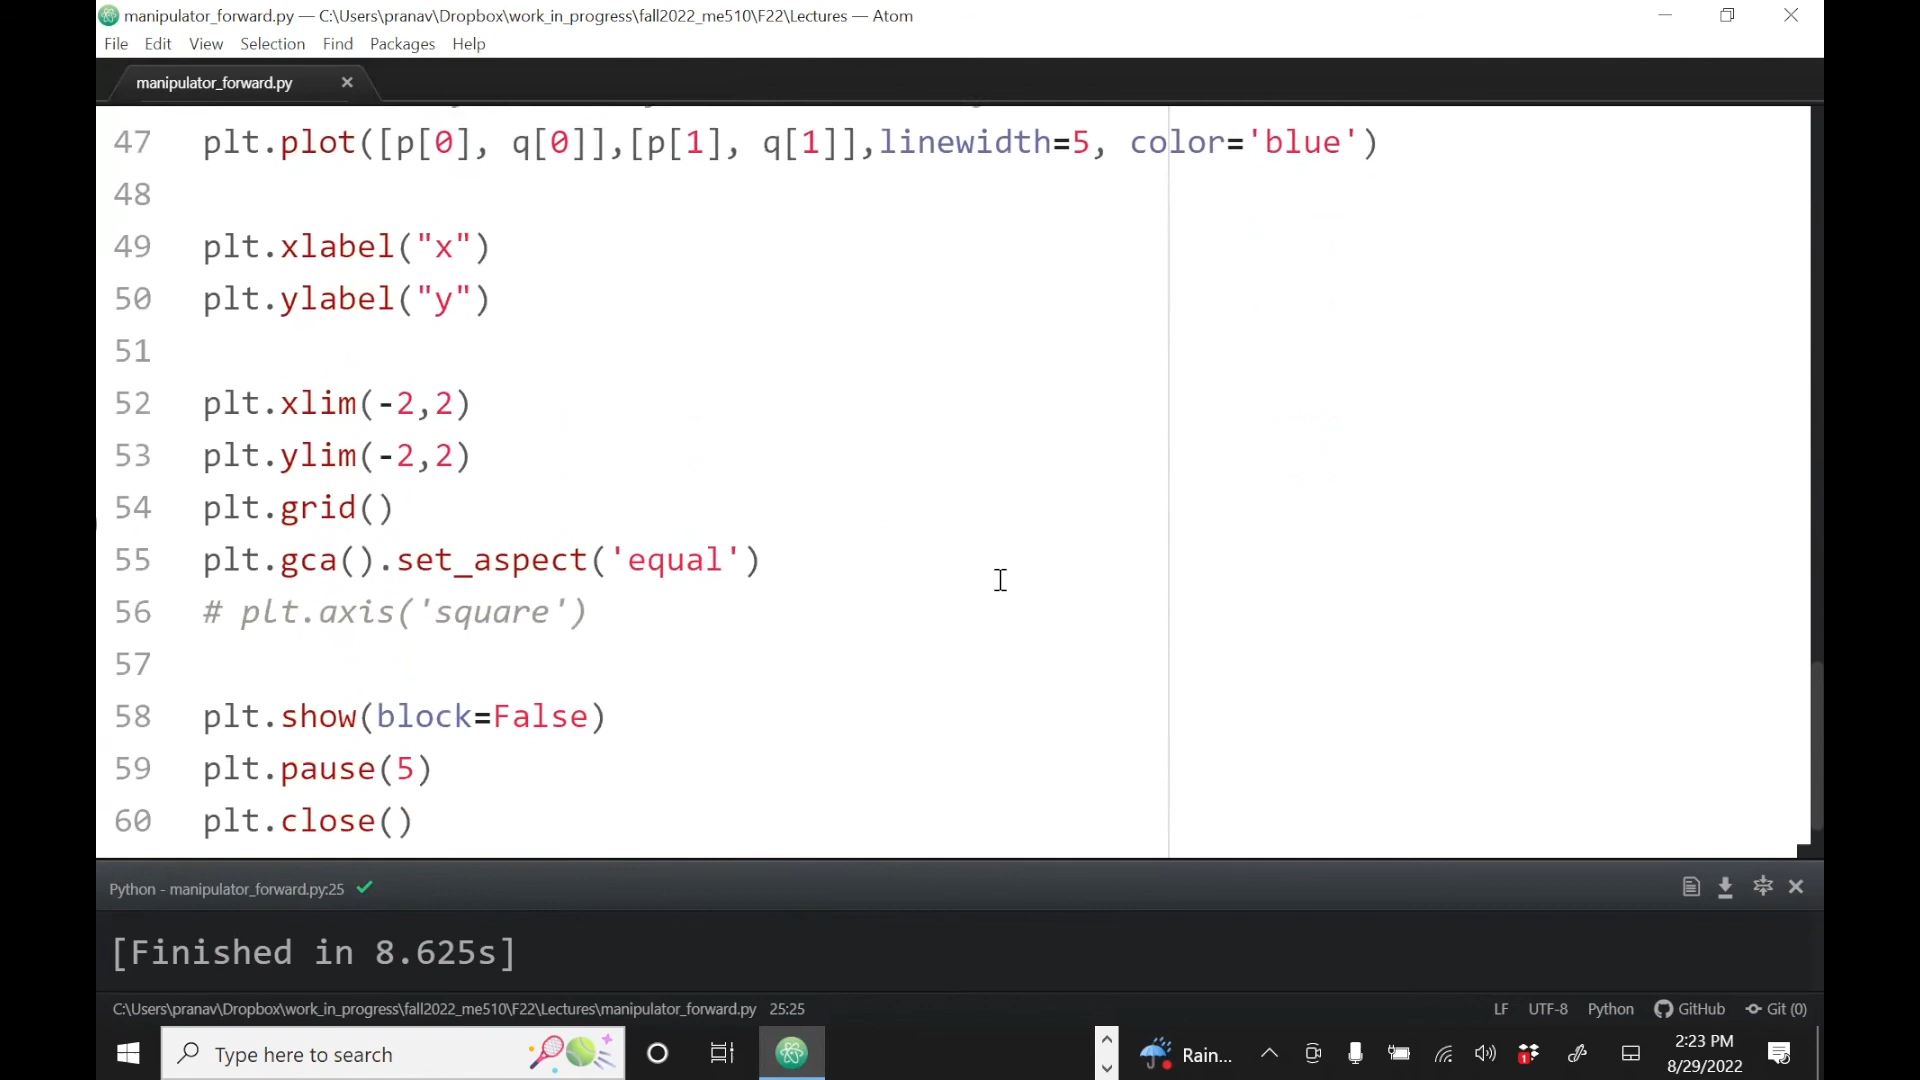 manipulator_forward.py — C:\Users\pranav\Dropbox\work_in_progress\fall2022_me510\F22\Lectures — Atom
File Edit View Selection Find Packages Help
manipulator_forward.py
47 plt.plot([p[0], q[0]],[p[1], q[1]],linewidth=5, color='blue')
48
49 plt.xlabel("x")
50 plt.ylabel("y")
51
52 plt.xlim(-2,2)
53 plt.ylim(-2,2)
54 plt.grid()
55 plt.gca().set_aspect('equal')
56 # plt.axis('square')
57
58 plt.show(block=False)
59 plt.pause(5)
60 plt.close()
Python - manipulator_forward.py:25
[Finished in 8.625s]
C:\Users\pranav\Dropbox\work_in_progress\fall2022_me510\F22\Lectures\manipulator_forward.py 25:25 LF UTF-8 Python GitHub Git (0)
Type here to search Rain... 1 2:23 PM
8/29/2022